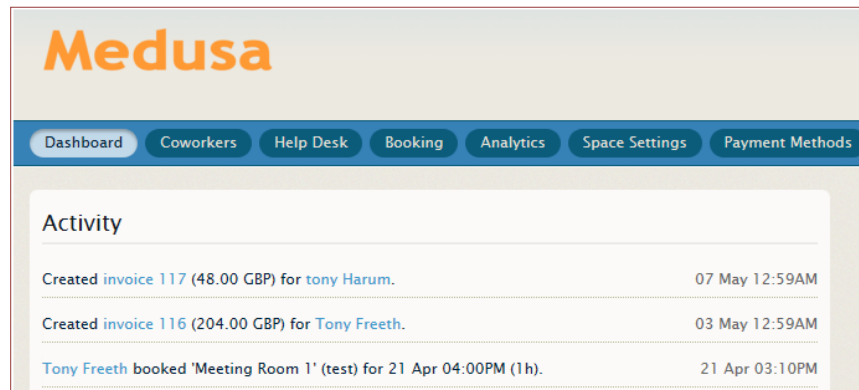 Medusa
Dashboard Coworkers Help Desk Booking Analytics Space Settings Payment Methods
Activity
Created invoice 117 (48.00 GBP) for tony Harum. 07 May 12:59AM
Created invoice 116 (204.00 GBP) for Tony Freeth. 03 May 12:59AM
Tony Freeth booked 'Meeting Room 1' (test) for 21 Apr 04:00PM (1h). 21 Apr 03:10PM